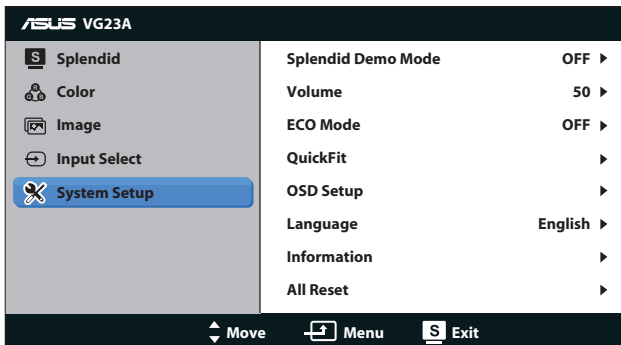 ASUS VG23A
S Splendid
Color
Image
Input Select
System Setup
Splendid Demo Mode OFF
Volume 50
ECO Mode OFF
QuickFit
OSD Setup
Language English
Information
All Reset
Move Menu S Exit